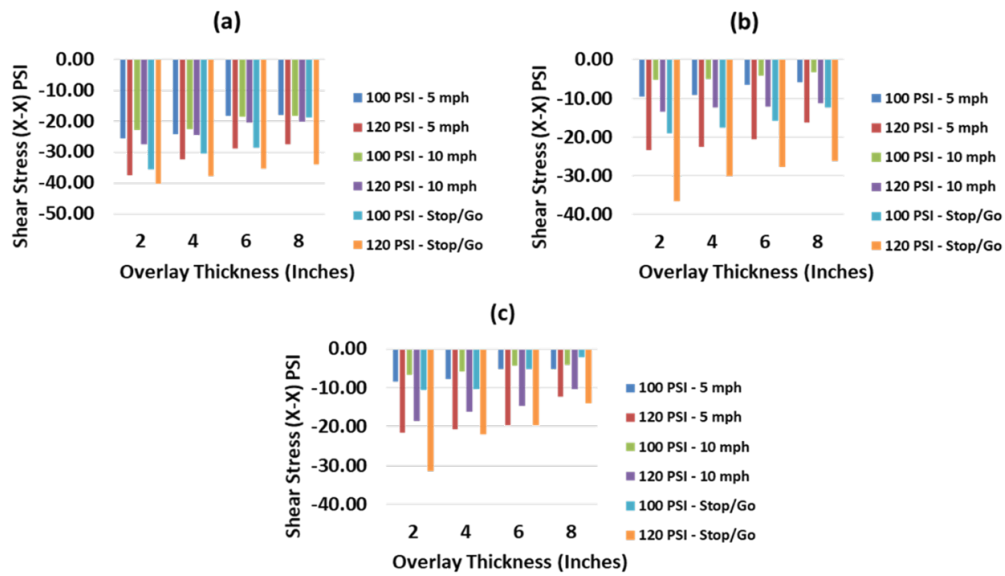 (a)
Shear Stress (X-X) PSI
0.00
-10.00
-20.00
-30.00
-40.00
-50.00
2 4 6 8
Overlay Thickness (Inches)
100 PSI - 5 mph
120 PSI - 5 mph
100 PSI - 10 mph
120 PSI - 10 mph
100 PSI - Stop/Go
120 PSI - Stop/Go
(b)
Shear Stress (X-X) PSI
0.00
-10.00
-20.00
-30.00
-40.00
2 4 6 8
Overlay Thickness (Inches)
100 PSI - 5 mph
120 PSI - 5 mph
100 PSI - 10 mph
120 PSI - 10 mph
100 PSI - Stop/Go
120 PSI - Stop/Go
(c)
Shear Stress (X-X) PSI
0.00
-10.00
-20.00
-30.00
-40.00
2 4 6 8
Overlay Thickness (Inches)
100 PSI - 5 mph
120 PSI - 5 mph
100 PSI - 10 mph
120 PSI - 10 mph
100 PSI - Stop/Go
120 PSI - Stop/Go